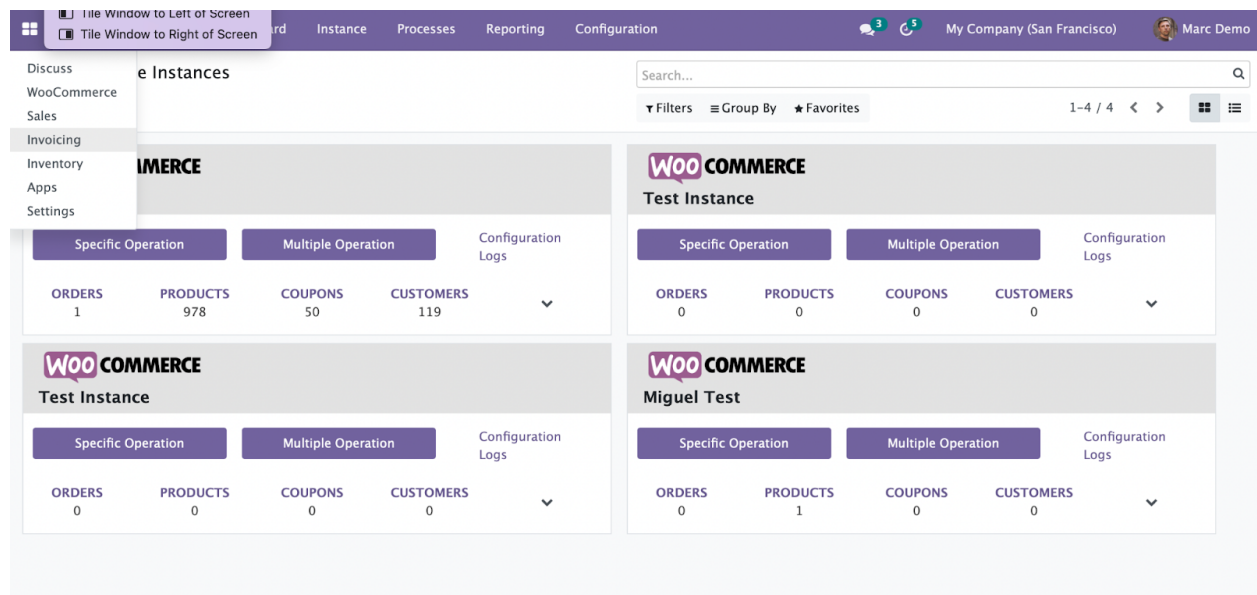 Tile Window to Left of Screen
Tile Window to Right of Screen
rd Instance Processes Reporting Configuration 3 5 My Company (San Francisco) Marc Demo
Discuss
WooCommerce
Sales
Invoicing
Inventory
Apps
Settings
e Instances
Search...
Filters Group By Favorites 1-4 / 4
MMERCE
Specific Operation Multiple Operation Configuration
Logs
ORDERS PRODUCTS COUPONS CUSTOMERS
1 978 50 119
WOO COMMERCE
Test Instance
Specific Operation Multiple Operation Configuration
Logs
ORDERS PRODUCTS COUPONS CUSTOMERS
0 0 0 0
WOO COMMERCE
Test Instance
Specific Operation Multiple Operation Configuration
Logs
ORDERS PRODUCTS COUPONS CUSTOMERS
0 0 0 0
WOO COMMERCE
Miguel Test
Specific Operation Multiple Operation Configuration
Logs
ORDERS PRODUCTS COUPONS CUSTOMERS
0 1 0 0